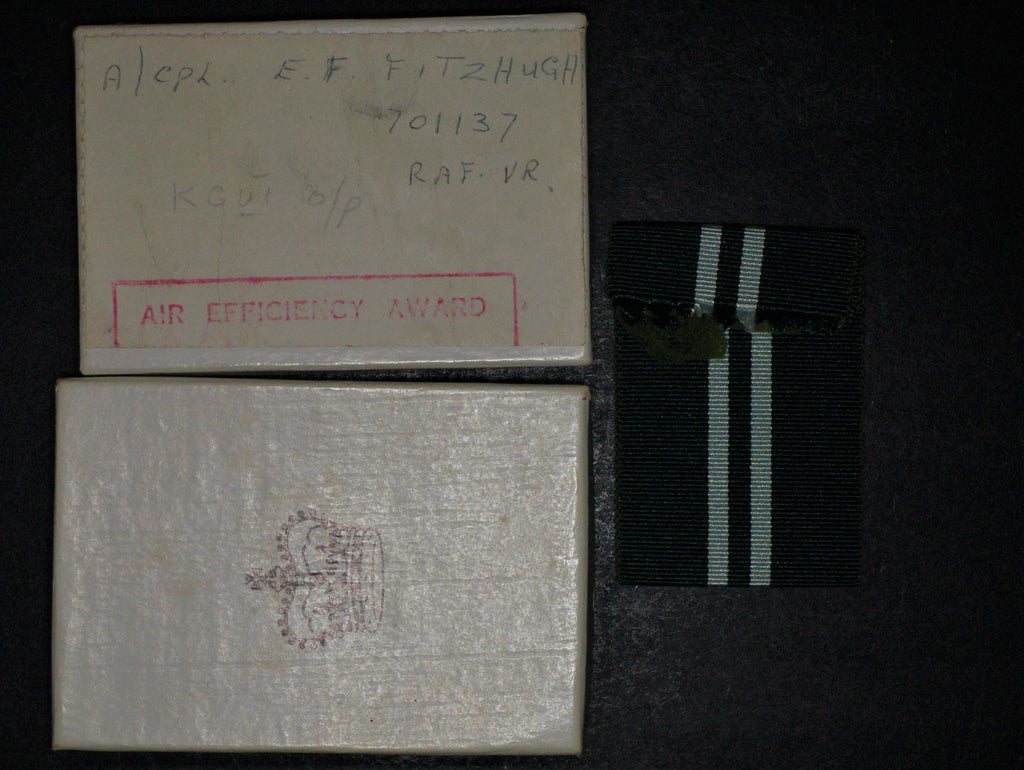 A/CPL. E. F. FITZHUGH
701137
RAF. VR.
KGVI O/P
AIR EFFICIENCY AWARD